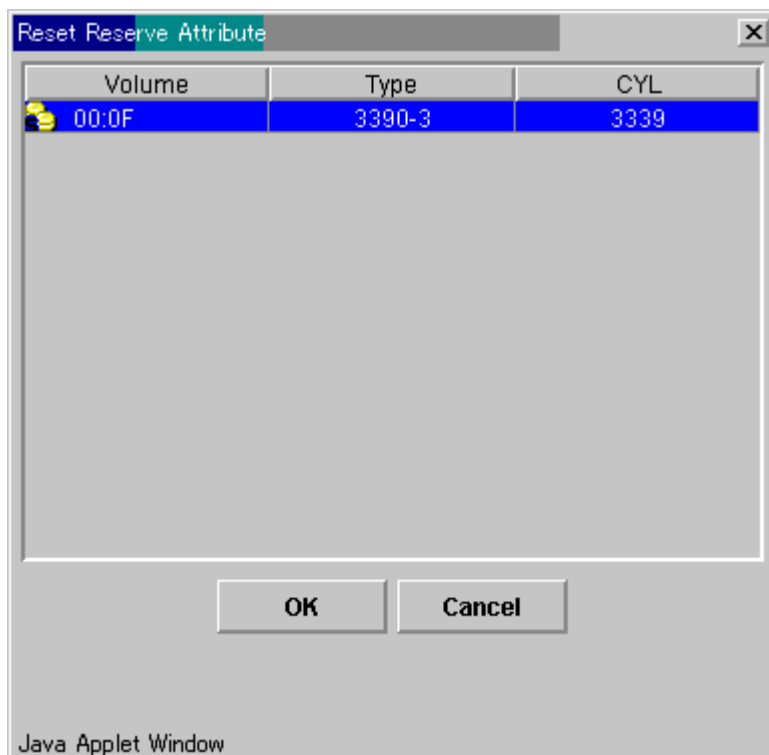 Reset Reserve Attribute
Volume Type CYL
00:0F 3390-3 3339
OK Cancel
Java Applet Window